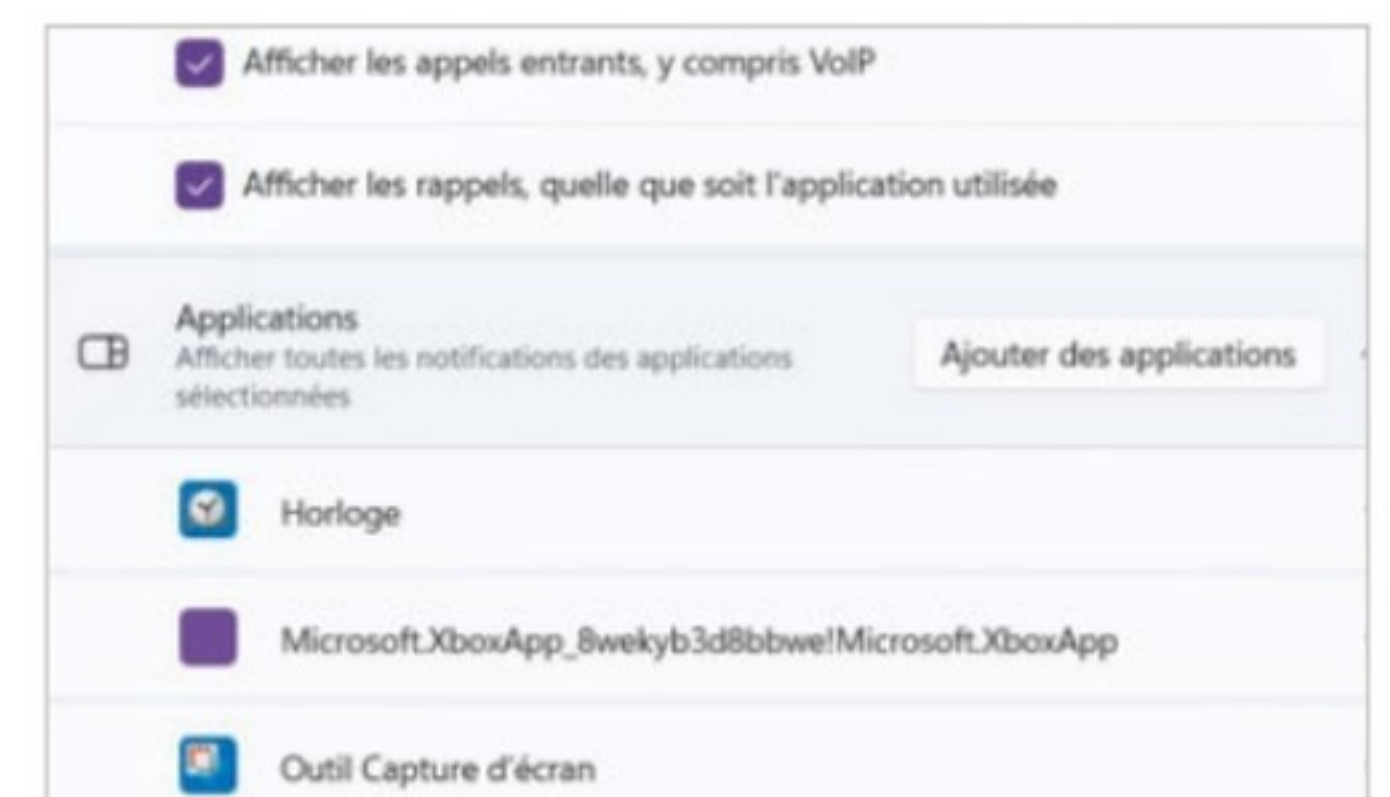 Afficher les appels entrants, y compris VoIP
Afficher les rappels, quelle que soit l'application utilisée
Applications
Afficher toutes les notifications des applications
sélectionnées
Ajouter des applications
Horloge
Microsoft.XboxApp_8wekyb3d8bbwe!Microsoft.XboxApp
Outil Capture d'écran